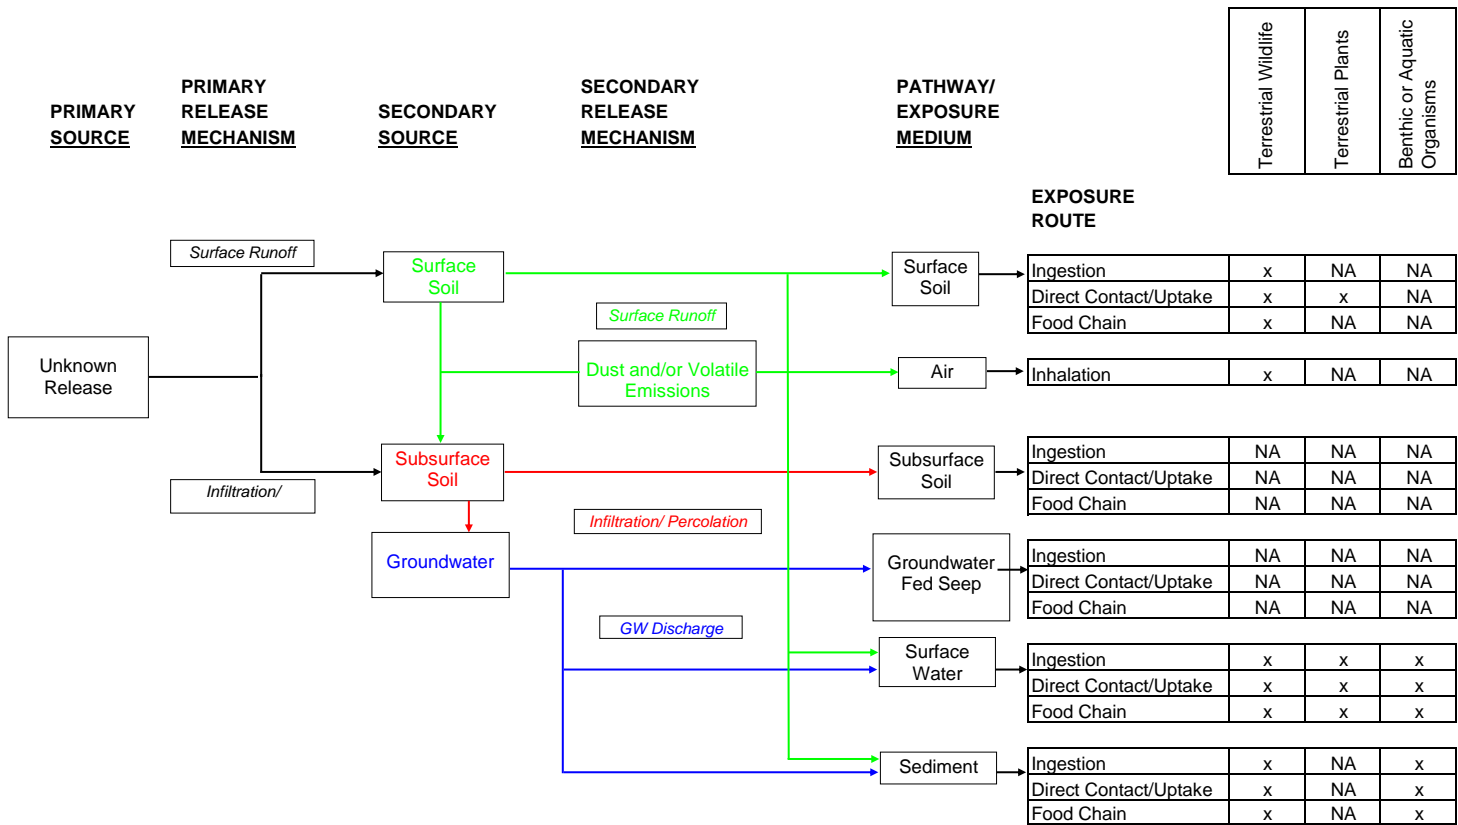 Terrestrial Wildlife
Terrestrial Plants
Benthic or Aquatic
Organisms
PRIMARY
SOURCE
PRIMARY
RELEASE
MECHANISM
SECONDARY
SOURCE
SECONDARY
RELEASE
MECHANISM
PATHWAY/
EXPOSURE
MEDIUM
EXPOSURE
ROUTE
Unknown
Release
Surface Runoff
Infiltration/
Surface
Soil
Subsurface
Soil
Groundwater
Surface Runoff
Dust and/or Volatile
Emissions
Infiltration/ Percolation
GW Discharge
Surface
Soil
Ingestion x NA NA
Direct Contact/Uptake x x NA
Food Chain x NA NA
Air
Inhalation x NA NA
Subsurface
Soil
Ingestion NA NA NA
Direct Contact/Uptake NA NA NA
Food Chain NA NA NA
Groundwater
Fed Seep
Ingestion NA NA NA
Direct Contact/Uptake NA NA NA
Food Chain NA NA NA
Surface
Water
Ingestion x x x
Direct Contact/Uptake x x x
Food Chain x x x
Sediment
Ingestion x NA x
Direct Contact/Uptake x NA x
Food Chain x NA x